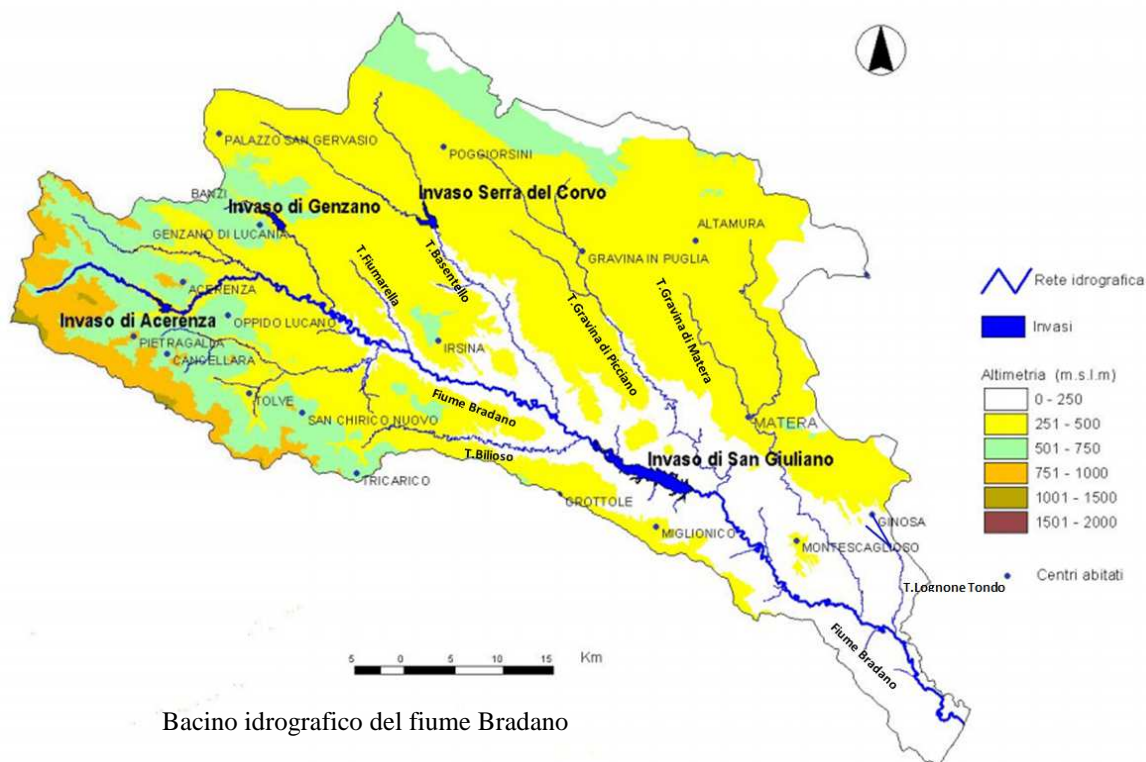 PALAZZO SAN GERVASIO
POGGIORSINI
BANZI
Invaso Serra del Corvo
Invaso di Genzano
ALTAMURA
GENZANO DI LUCANIA
T.Fiumarella
T.Basentello
GRAVINA IN PUGLIA
T.Gravina di Picciano
T.Gravina di Matera
ACERENZA
Invaso di Acerenza
OPPIDO LUCANO
PIETRAGALLA
CANCELLARA
IRSINA
TOLVE
Fiume Bradano
SAN CHIRICO NUOVO
MATERA
T.Bilioso
Invaso di San Giuliano
TRICARICO
GROTTOLE
MIGLIONICO
GINOSA
MONTESCAGLIOSO
T.Lognone Tondo
Fiume Bradano
Rete idrografica
Invasi
Altimetria (m.s.l.m)
0 - 250
251 - 500
501 - 750
751 - 1000
1001 - 1500
1501 - 2000
Centri abitati
5 0 5 10 15 Km
Bacino idrografico del fiume Bradano